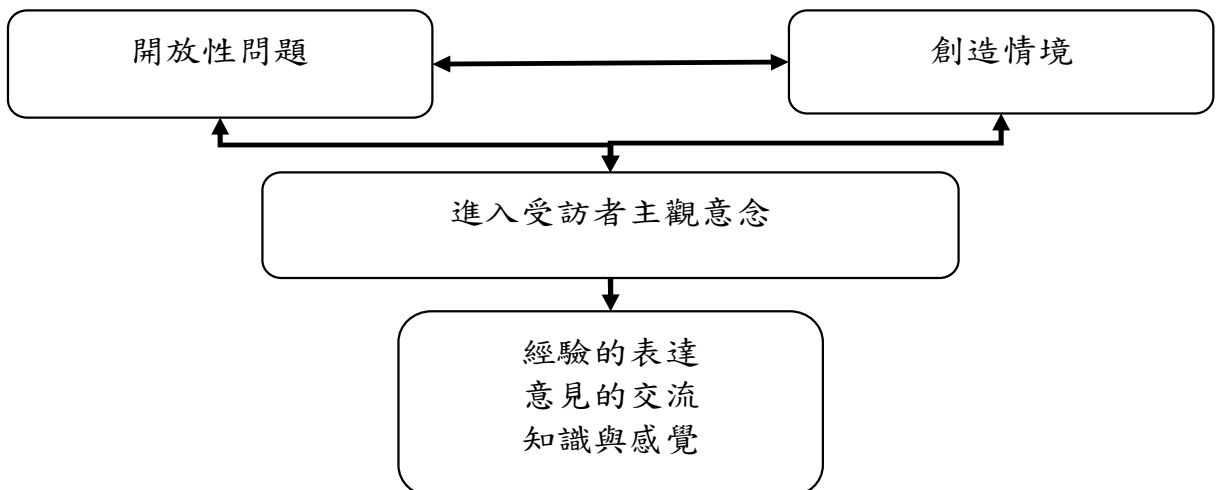 開放性問題
創造情境
進入受訪者主觀意念
經驗的表達
意見的交流
知識與感覺